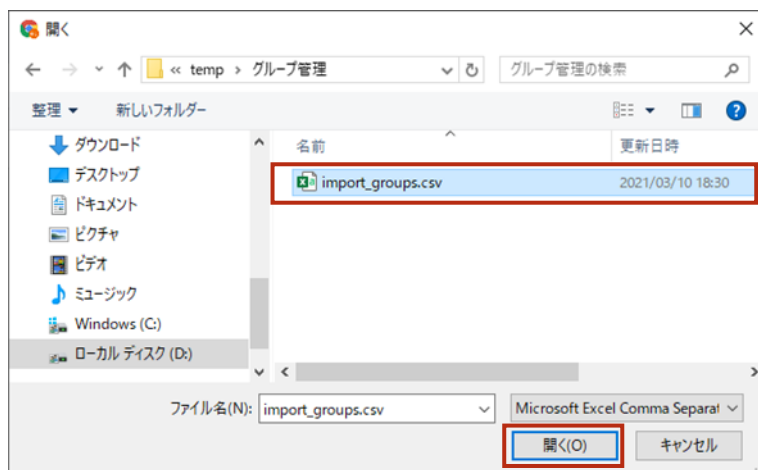 開く
« temp › グループ管理
グループ管理の検索
整理
新しいフォルダー
名前
更新日時
import_groups.csv
2021/03/10 18:30
ダウンロード
デスクトップ
ドキュメント
ピクチャ
ビデオ
ミュージック
Windows (C:)
ローカル ディスク (D:)
ファイル名(N):
import_groups.csv
Microsoft Excel Comma Separat
開く(O)
キャンセル